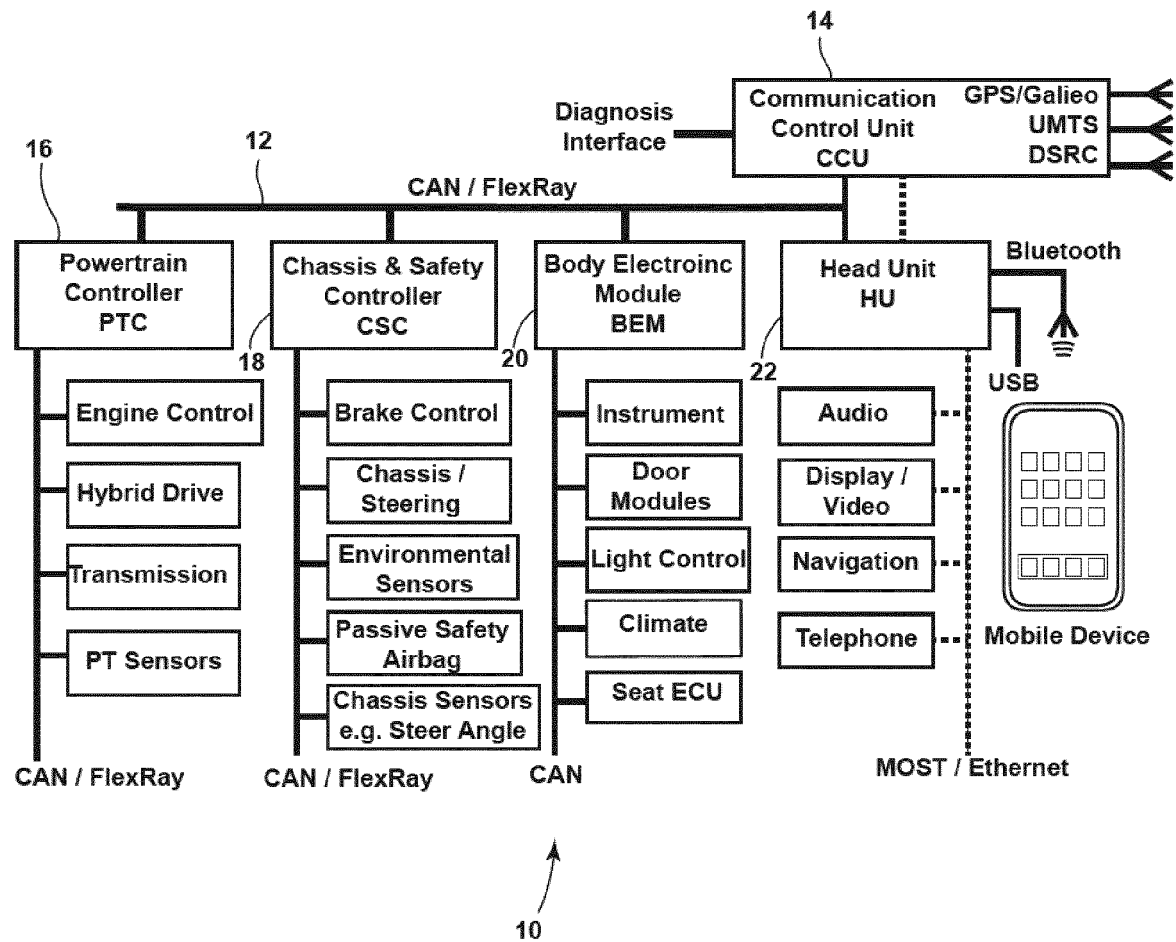 14
Communication
Control Unit
CCU
GPS/Galieo
UMTS
DSRC
Diagnosis
Interface
16
12
CAN / FlexRay
Powertrain
Controller
PTC
Chassis & Safety
Controller
CSC
Body Electroinc
Module
BEM
Head Unit
HU
Bluetooth
18
20
22
USB
Engine Control
Hybrid Drive
Transmission
PT Sensors
Brake Control
Chassis /
Steering
Environmental
Sensors
Passive Safety
Airbag
Chassis Sensors
e.g. Steer Angle
Instrument
Door
Modules
Light Control
Climate
Seat ECU
Audio
Display /
Video
Navigation
Telephone
Mobile Device
CAN / FlexRay
CAN / FlexRay
CAN
MOST / Ethernet
10